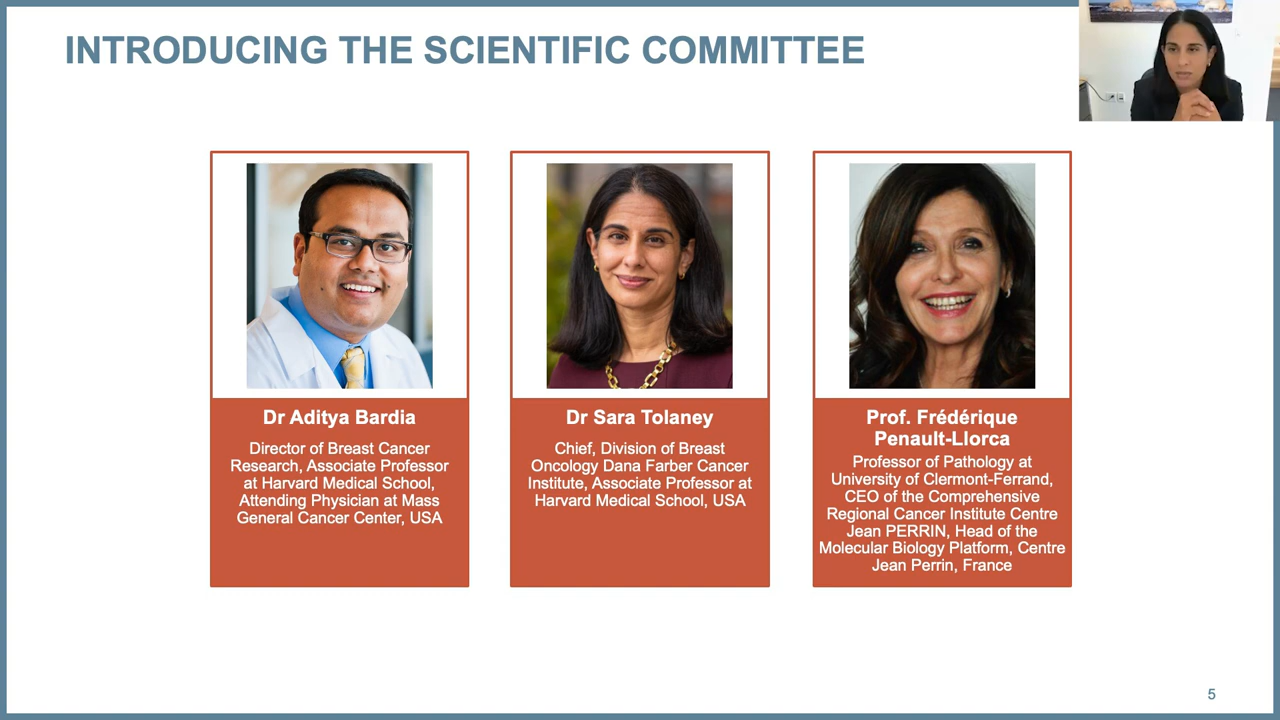 INTRODUCING THE SCIENTIFIC COMMITTEE
Dr Aditya Bardia
Director of Breast Cancer
Research, Associate Professor
at Harvard Medical School,
Attending Physician at Mass
General Cancer Center, USA
Dr Sara Tolaney
Chief, Division of Breast
Oncology Dana Farber Cancer
Institute, Associate Professor at
Harvard Medical School, USA
Prof. Frédérique
Penault-Llorca
Professor of Pathology at
University of Clermont-Ferrand,
CEO of the Comprehensive
Regional Cancer Institute Centre
Jean PERRIN, Head of the
Molecular Biology Platform, Centre
Jean Perrin, France
5